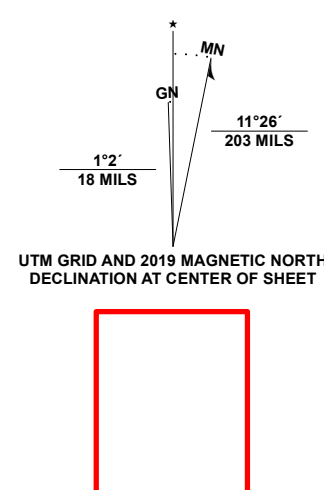 ★
MN
GN
11°26´
203 MILS
1°2´
18 MILS
UTM GRID AND 2019 MAGNETIC NORTH
DECLINATION AT CENTER OF SHEET